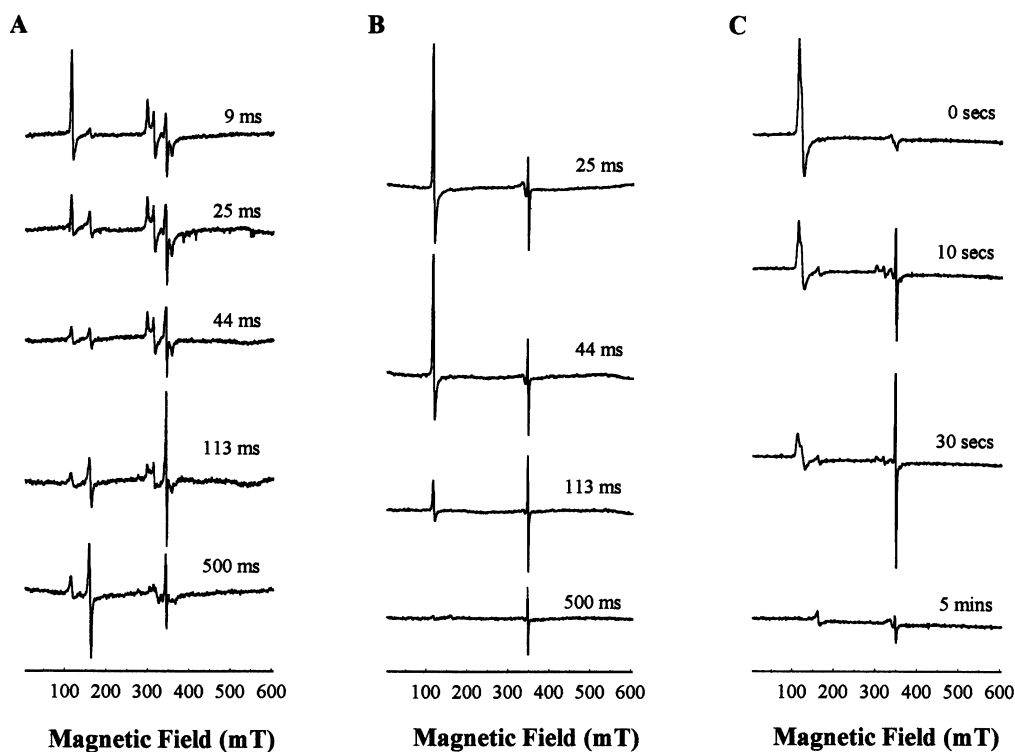 A
9 ms
25 ms
44 ms
113 ms
500 ms
100 200 300 400 500 600
Magnetic Field (mT)
B
25 ms
44 ms
113 ms
500 ms
100 200 300 400 500 600
Magnetic Field (mT)
C
0 secs
10 secs
30 secs
5 mins
100 200 300 400 500 600
Magnetic Field (mT)